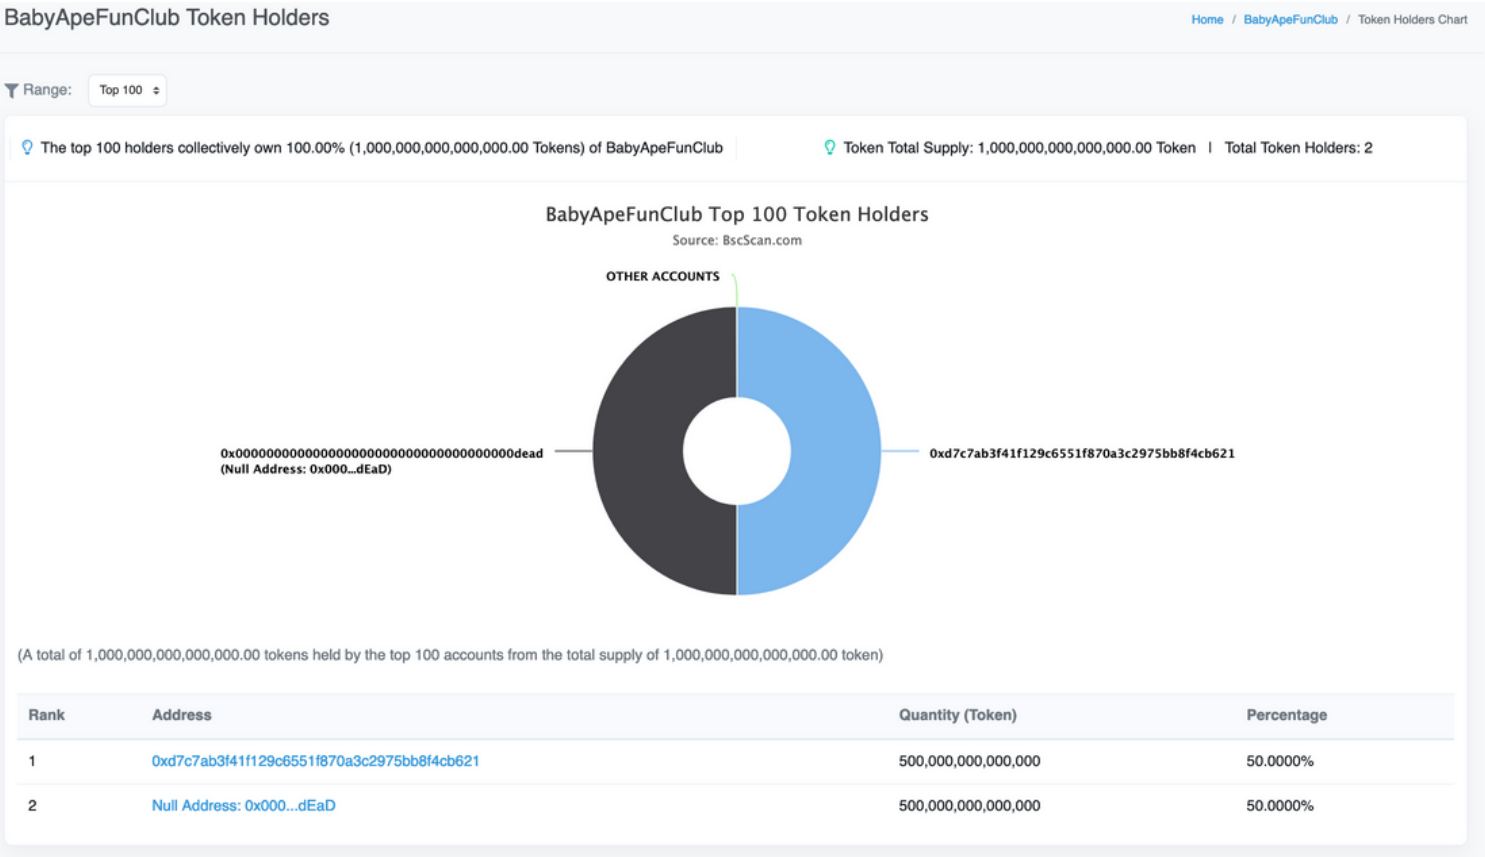 BabyApeFunClub Token Holders
Home / BabyApeFunClub / Token Holders Chart
Range: Top 100
The top 100 holders collectively own 100.00% (1,000,000,000,000,000.00 Tokens) of BabyApeFunClub
Token Total Supply: 1,000,000,000,000,000.00 Token | Total Token Holders: 2
BabyApeFunClub Top 100 Token Holders
Source: BscScan.com
OTHER ACCOUNTS
0x000000000000000000000000000000000000dead
(Null Address: 0x000...dEaD)
0xd7c7ab3f41f129c6551f870a3c2975bb8f4cb621
(A total of 1,000,000,000,000,000.00 tokens held by the top 100 accounts from the total supply of 1,000,000,000,000,000.00 token)
Rank Address Quantity (Token) Percentage
1 0xd7c7ab3f41f129c6551f870a3c2975bb8f4cb621 500,000,000,000,000 50.0000%
2 Null Address: 0x000...dEaD 500,000,000,000,000 50.0000%